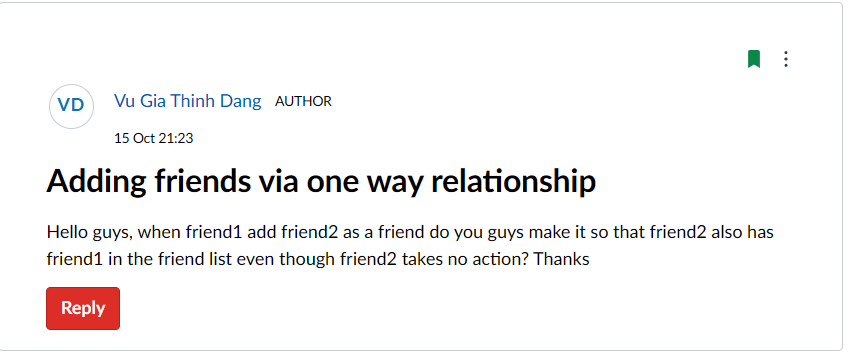 VD
Vu Gia Thinh Dang AUTHOR
15 Oct 21:23
Adding friends via one way relationship
Hello guys, when friend1 add friend2 as a friend do you guys make it so that friend2 also has
friend1 in the friend list even though friend2 takes no action? Thanks
Reply